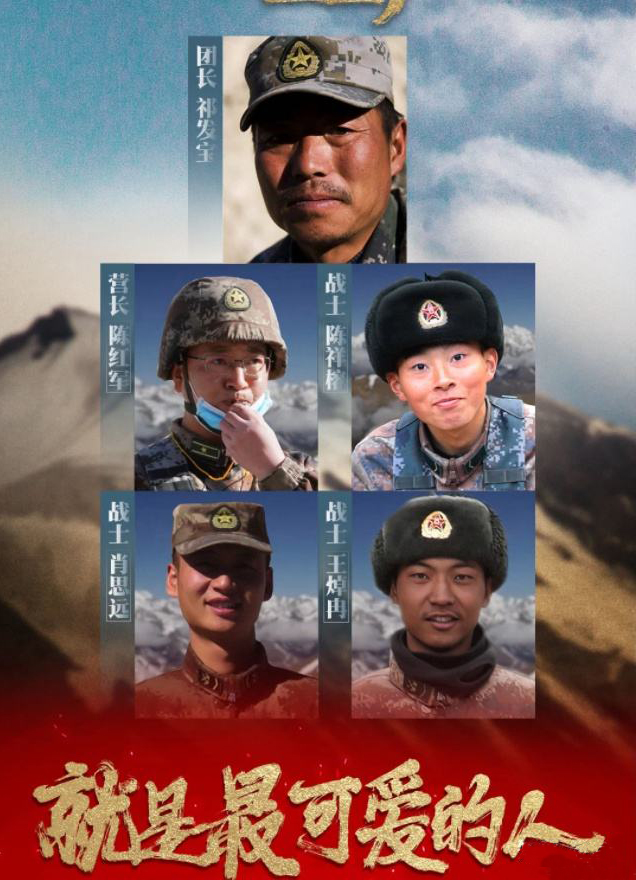 团长 祁发宝
营长 陈红军
战士 陈祥榕
战士 肖思远
战士 王焯冉
就是最可爱的人